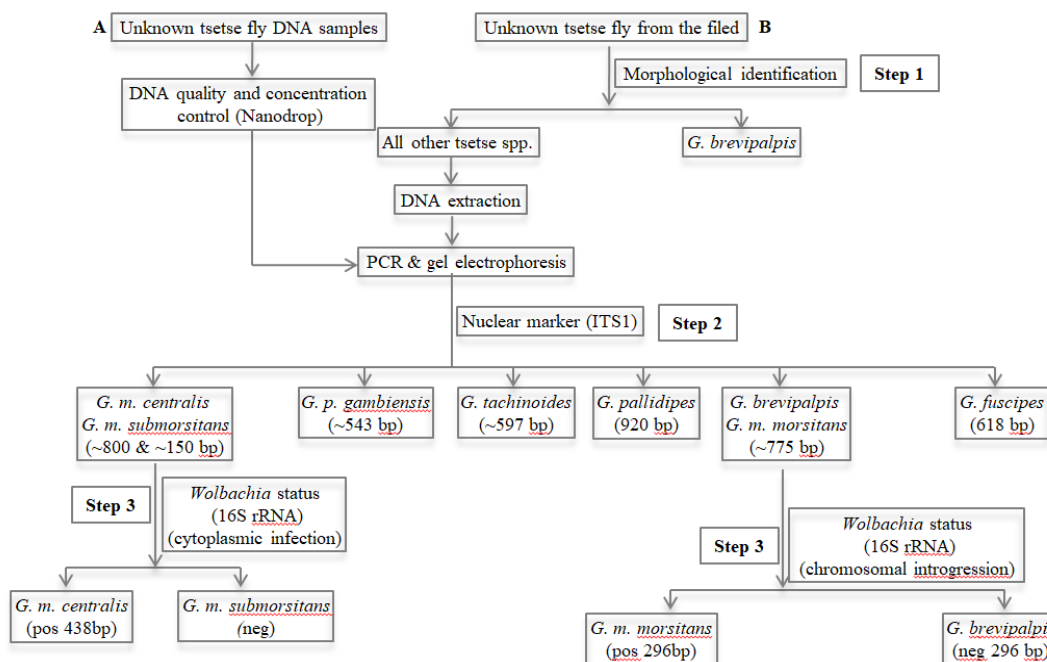 A Unknown tsetse fly DNA samples
Unknown tsetse fly from the filed B
Morphological identification
Step 1
DNA quality and concentration
control (Nanodrop)
All other tsetse spp.
G. brevipalpis
DNA extraction
PCR & gel electrophoresis
Nuclear marker (ITS1)
Step 2
G. m. centralis
G. m. submorsitans
(~800 & ~150 bp)
G. p. gambiensis
(~543 bp)
G. tachinoides
(~597 bp)
G. pallidipes
(920 bp)
G. brevipalpis
G. m. morsitans
(~775 bp)
G. fuscipes
(618 bp)
Step 3
Wolbachia status
(16S rRNA)
(cytoplasmic infection)
Step 3
Wolbachia status
(16S rRNA)
(chromosomal introgression)
G. m. centralis
(pos 438bp)
G. m. submorsitans
(neg)
G. m. morsitans
(pos 296bp)
G. brevipalpis
(neg 296 bp)